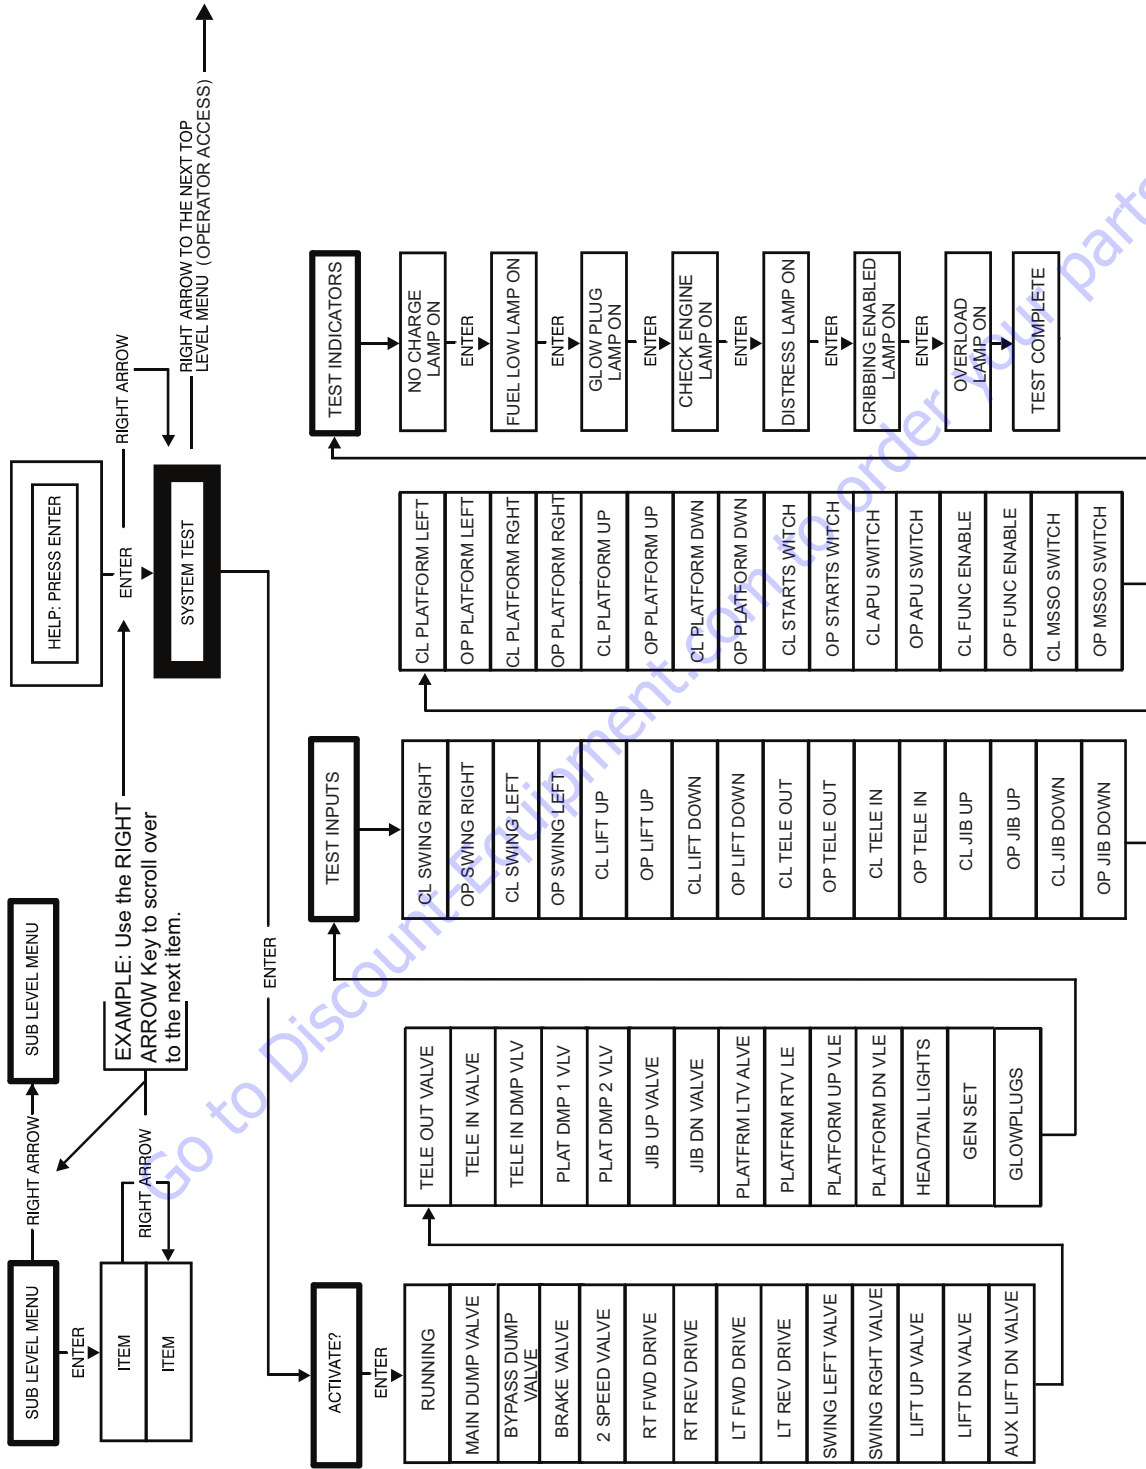 HELP: PRESS ENTER
ENTER
RIGHT ARROW
SYSTEM TEST
RIGHT ARROW TO THE NEXT TOP
LEVEL MENU (OPERATOR ACCESS)
SUB LEVEL MENU
RIGHT ARROW
SUB LEVEL MENU
ENTER
ITEM
ITEM
RIGHT ARROW
EXAMPLE: Use the RIGHT
ARROW Key to scroll over
to the next item.
ENTER
ACTIVATE?
ENTER
RUNNING
MAIN DUMP VALVE
BYPASS DUMP
VALVE
BRAKE VALVE
2 SPEED VALVE
RT FWD DRIVE
RT REV DRIVE
LT FWD DRIVE
LT REV DRIVE
SWING LEFT VALVE
SWING RGHT VALVE
LIFT UP VALVE
LIFT DN VALVE
AUX LIFT DN VALVE
TELE OUT VALVE
TELE IN VALVE
TELE IN DMP VLV
PLAT DMP 1 VLV
PLAT DMP 2 VLV
JIB UP VALVE
JIB DN VALVE
PLATFRM LTV ALVE
PLATFRM RTV LE
PLATFORM UP VLE
PLATFORM DN VLE
HEAD/TAIL LIGHTS
GEN SET
GLOWPLUGS
TEST INPUTS
CL SWING RIGHT
OP SWING RIGHT
CL SWING LEFT
OP SWING LEFT
CL LIFT UP
OP LIFT UP
CL LIFT DOWN
OP LIFT DOWN
CL TELE OUT
OP TELE OUT
CL TELE IN
OP TELE IN
CL JIB UP
OP JIB UP
CL JIB DOWN
OP JIB DOWN
CL PLATFORM LEFT
OP PLATFORM LEFT
CL PLATFORM RGHT
OP PLATFORM RGHT
CL PLATFORM UP
OP PLATFORM UP
CL PLATFORM DWN
OP PLATFORM DWN
CL STARTS WITCH
OP STARTS WITCH
CL APU SWITCH
OP APU SWITCH
CL FUNC ENABLE
OP FUNC ENABLE
CL MSSO SWITCH
OP MSSO SWITCH
TEST INDICATORS
NO CHARGE
LAMP ON
ENTER
FUEL LOW LAMP ON
ENTER
GLOW PLUG
LAMP ON
ENTER
CHECK ENGINE
LAMP ON
ENTER
DISTRESS LAMP ON
ENTER
CRIBBING ENABLED
LAMP ON
ENTER
OVERLOAD
LAMP ON
TEST COMPLETE
Go to Discount-Equipment.com to order your parts